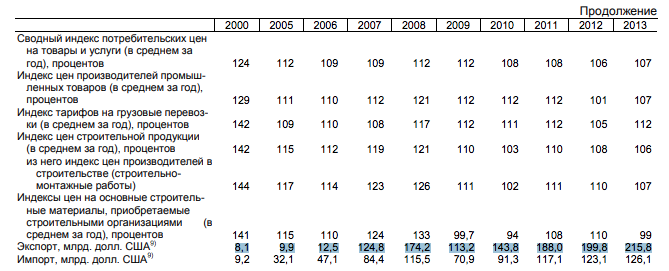 Продолжение
2000 2005 2006 2007 2008 2009 2010 2011 2012 2013
Сводный индекс потребительских цен
на товары и услуги (в среднем за
год), процентов 124 112 109 109 112 112 108 108 106 107
Индекс цен производителей промыш-
ленных товаров (в среднем за год),
процентов 129 111 110 112 121 112 112 112 101 107
Индекс тарифов на грузовые перевоз-
ки (в среднем за год), процентов 142 109 110 108 117 112 111 112 105 112
Индекс цен строительной продукции
(в среднем за год), процентов 142 115 112 119 121 110 103 110 108 106
из него индекс цен производителей в
строительстве (строительно-
монтажные работы) 144 117 114 123 126 111 102 111 110 107
Индексы цен на основные строитель-
ные материалы, приобретаемые
строительными организациями (в
среднем за год), процентов 141 115 110 124 133 99,7 94 108 110 99
Экспорт, млрд. долл. США9) 8,1 9,9 12,5 124,8 174,2 113,2 143,8 188,0 199,8 215,8
Импорт, млрд. долл. США9) 9,2 32,1 47,1 84,4 115,5 70,9 91,3 117,1 123,1 126,1